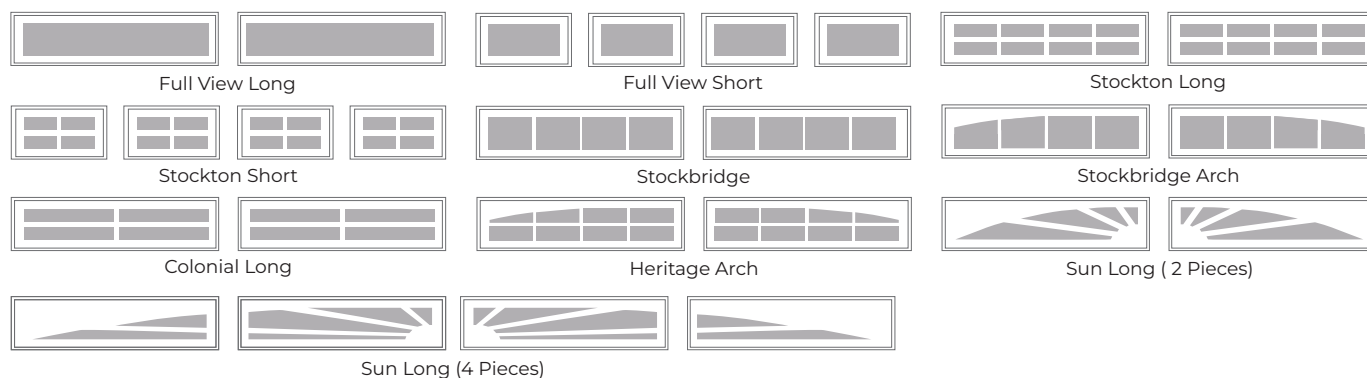 Full View Long
Full View Short
Stockton Long
Stockton Short
Stockbridge
Stockbridge Arch
Colonial Long
Heritage Arch
Sun Long ( 2 Pieces)
Sun Long (4 Pieces)